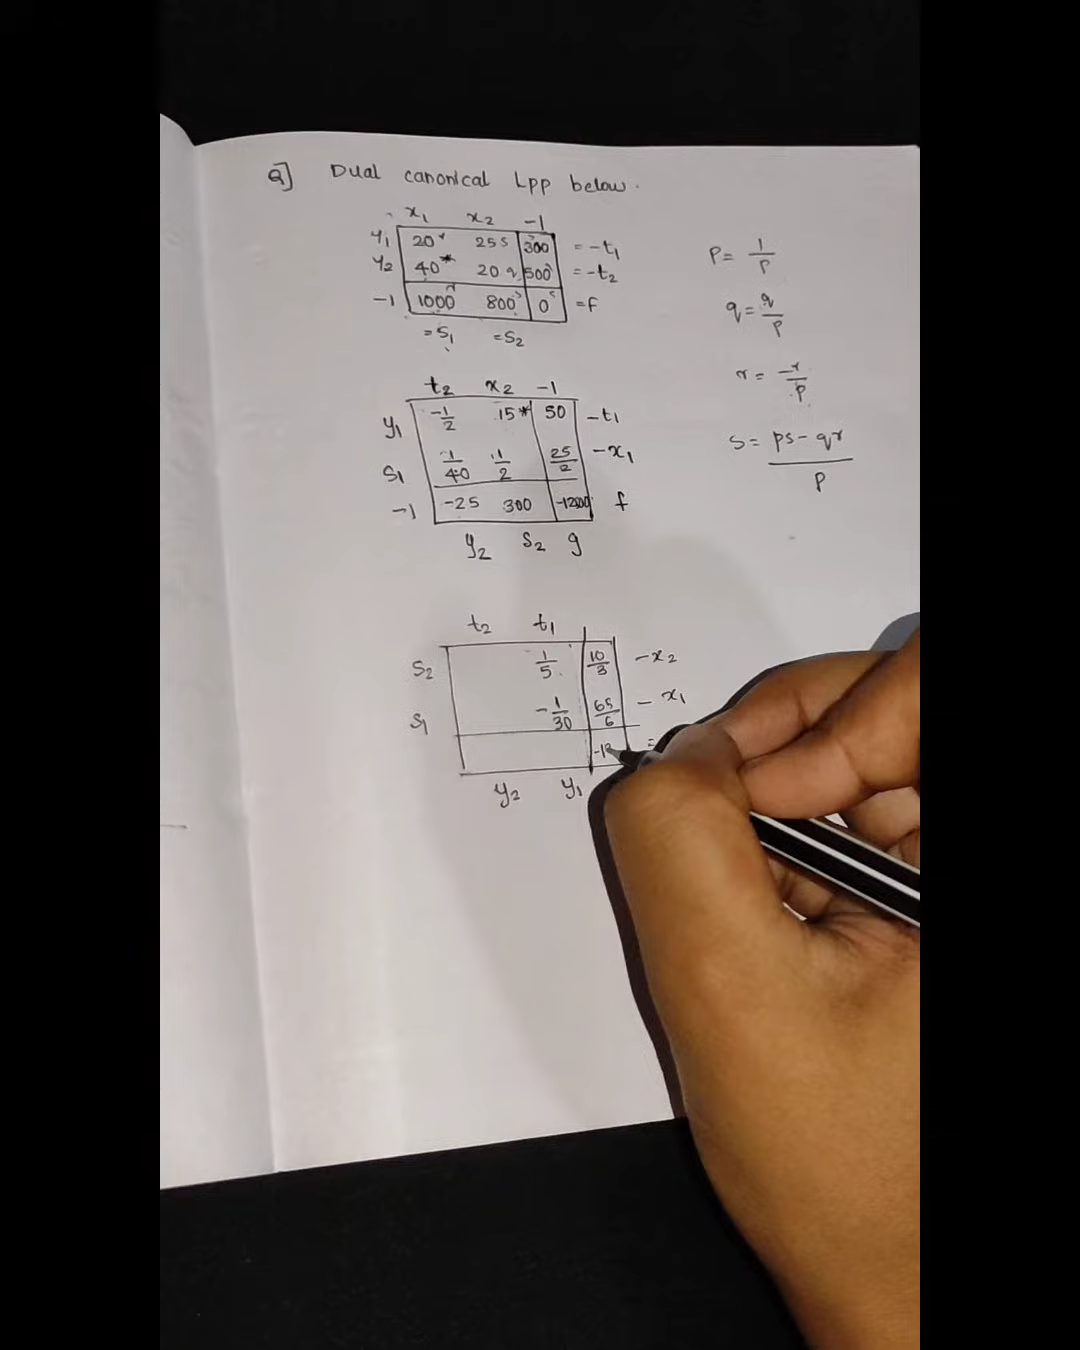 Q] Dual canonical Lpp below.
x1 x2 -1
y1 20 25 s 300 = -t1
y2 40* 20 q 500 = -t2
-1 1000 800 0 = f
= S1 = S2
P = 1/P
q = q/P
r = -r/P
S = ps - qr / P
t2 x2 -1
y1 -1/2 15* 50 -t1
S1 1/40 1/2 25/2 -x1
-1 -25 300 -12500 f
y2 S2 g
t2 t1
S2 1/5 10/3 -x2
S1 -1/30 65/6 - x1
y2 y1